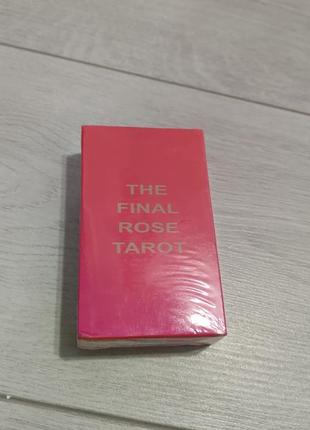 THE
FINAL
ROSE
TAROT